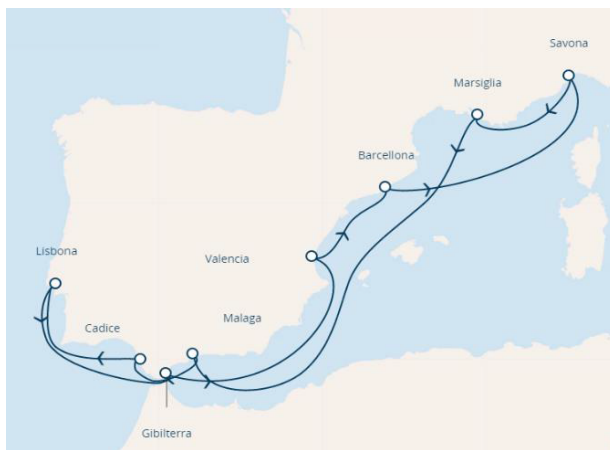 Savona
Marsiglia
Barcellona
Lisbona
Valencia
Cadice
Malaga
Gibilterra